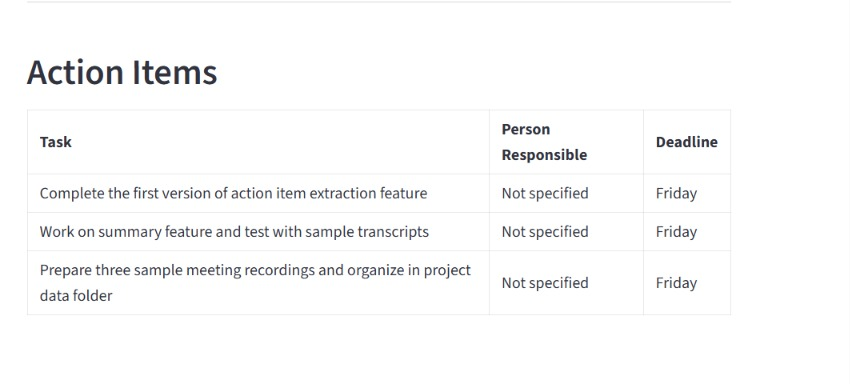 Action Items
Task
Person
Responsible
Deadline
Complete the first version of action item extraction feature
Not specified
Friday
Work on summary feature and test with sample transcripts
Not specified
Friday
Prepare three sample meeting recordings and organize in project
data folder
Not specified
Friday